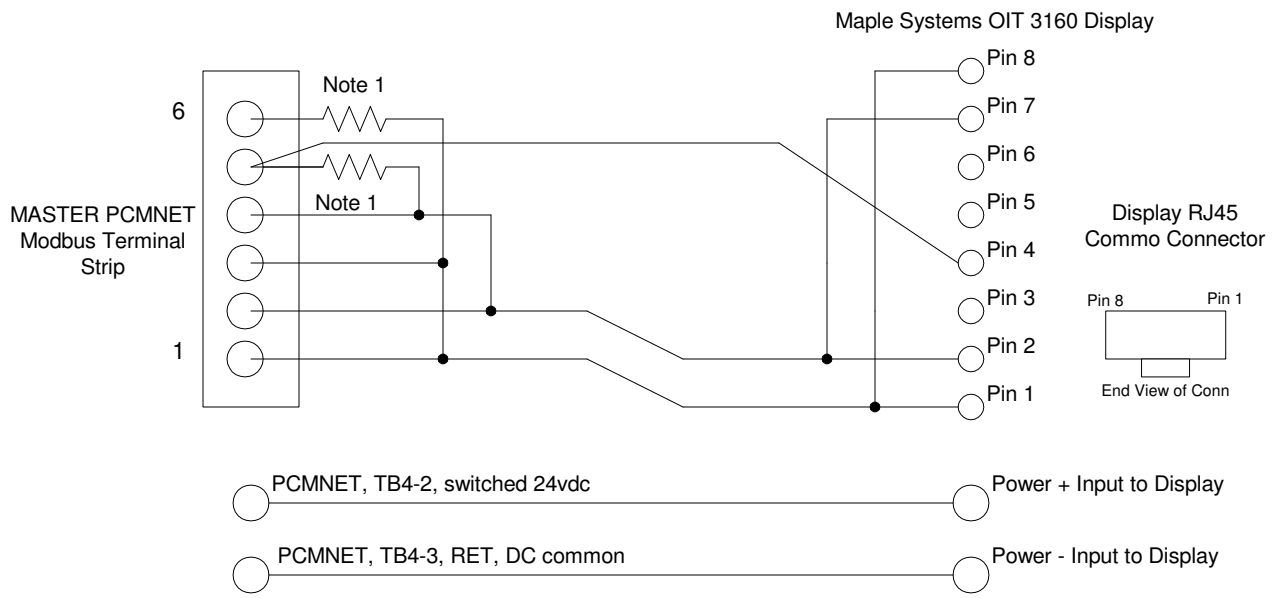 Maple Systems OIT 3160 Display
Pin 8
Note 1
6
Pin 7
Pin 6
Note 1
Pin 5
MASTER PCMNET
Modbus Terminal
Strip
Display RJ45
Commo Connector
Pin 4
Pin 3
Pin 8
Pin 1
1
Pin 2
End View of Conn
Pin 1
PCMNET, TB4-2, switched 24vdc
Power + Input to Display
PCMNET, TB4-3, RET, DC common
Power - Input to Display